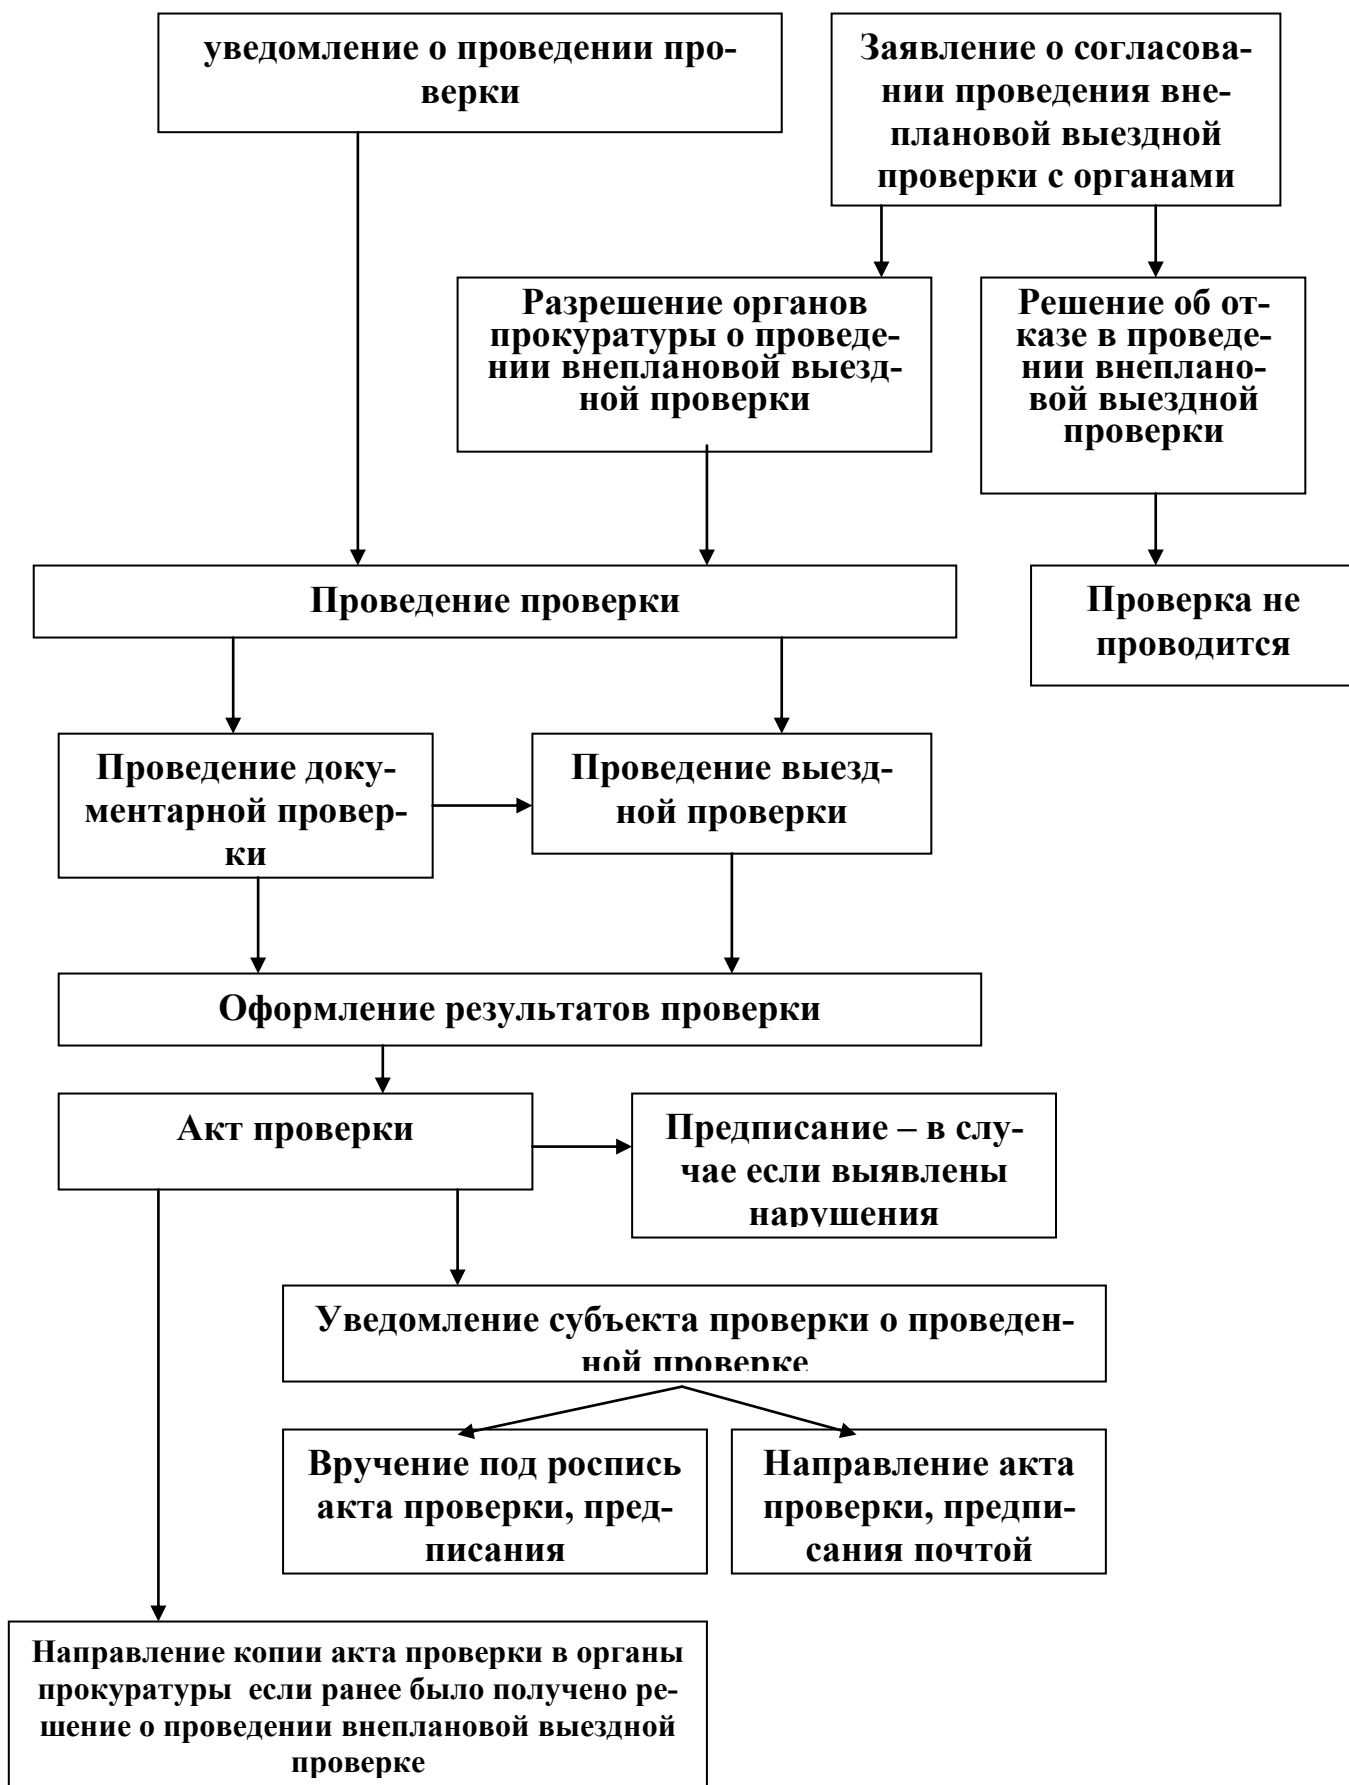 уведомление о проведении про-
верки
Заявление о согласова-
нии проведения вне-
плановой выездной
проверки с органами
Разрешение органов
прокуратуры о проведе-
нии внеплановой выезд-
ной проверки
Решение об от-
казе в проведе-
нии внеплано-
вой выездной
проверки
Проведение проверки
Проверка не
проводится
Проведение доку-
ментарной провер-
ки
Проведение выезд-
ной проверки
Оформление результатов проверки
Акт проверки
Предписание – в слу-
чае если выявлены
нарушения
Уведомление субъекта проверки о проведен-
ной проверке
Вручение под роспись
акта проверки, пред-
писания
Направление акта
проверки, предпи-
сания почтой
Направление копии акта проверки в органы
прокуратуры  если ранее было получено ре-
шение о проведении внеплановой выездной
проверке